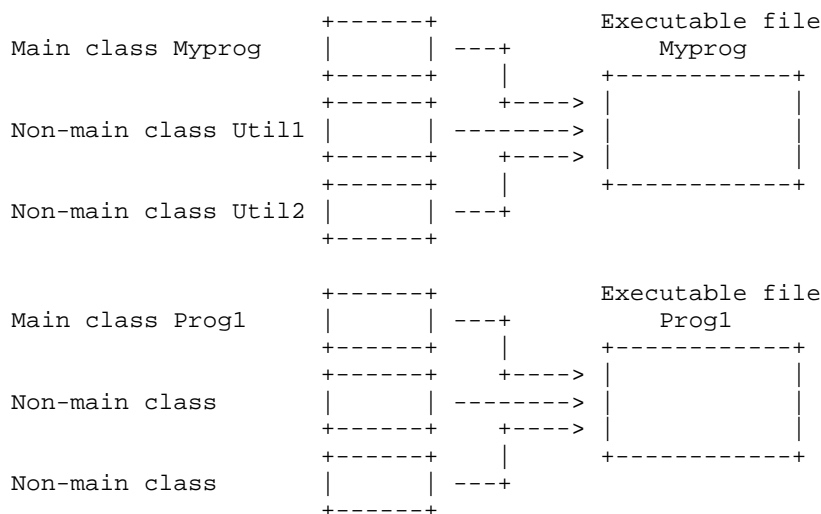 Executable file
Main class Myprog
Myprog
Non-main class Util1
Non-main class Util2
Executable file
Main class Prog1
Prog1
Non-main class
Non-main class